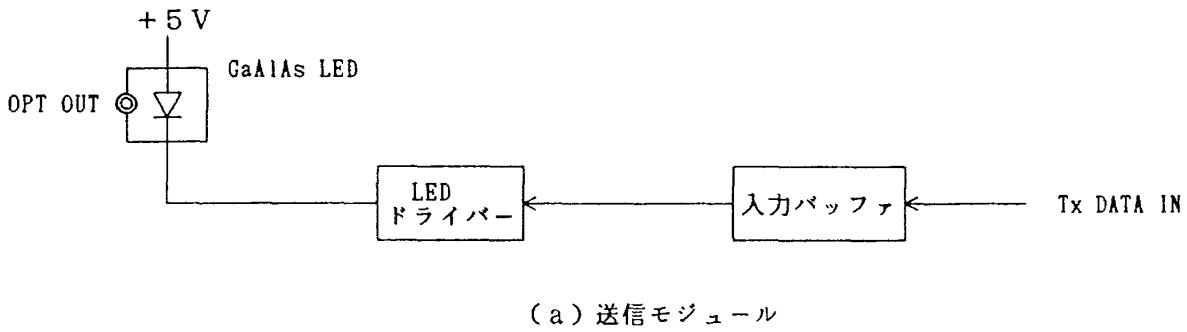 +5V
GaAlAs LED
OPT OUT
LED
ドライバー
入力バッファ
Tx DATA IN
(a)送信モジュール